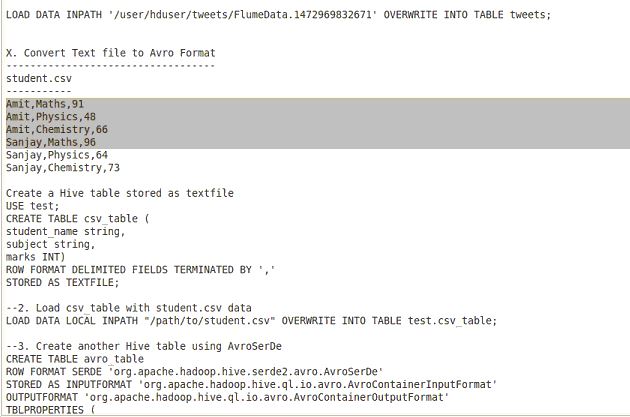 LOAD DATA INPATH '/user/hduser/tweets/FlumeData.1472969832671' OVERWRITE INTO TABLE tweets;
X. Convert Text file to Avro Format
----------------------------------
student.csv
-----------
Amit,Maths,91
Amit,Physics,48
Amit,Chemistry,66
Sanjay,Maths,96
Sanjay,Physics,64
Sanjay,Chemistry,73
Create a Hive table stored as textfile
USE test;
CREATE TABLE csv_table (
student_name string,
subject string,
marks INT)
ROW FORMAT DELIMITED FIELDS TERMINATED BY ','
STORED AS TEXTFILE;
--2. Load csv_table with student.csv data
LOAD DATA LOCAL INPATH "/path/to/student.csv" OVERWRITE INTO TABLE test.csv_table;
--3. Create another Hive table using AvroSerDe
CREATE TABLE avro_table
ROW FORMAT SERDE 'org.apache.hadoop.hive.serde2.avro.AvroSerDe'
STORED AS INPUTFORMAT 'org.apache.hadoop.hive.ql.io.avro.AvroContainerInputFormat'
OUTPUTFORMAT 'org.apache.hadoop.hive.ql.io.avro.AvroContainerOutputFormat'
TBLPROPERTIES (